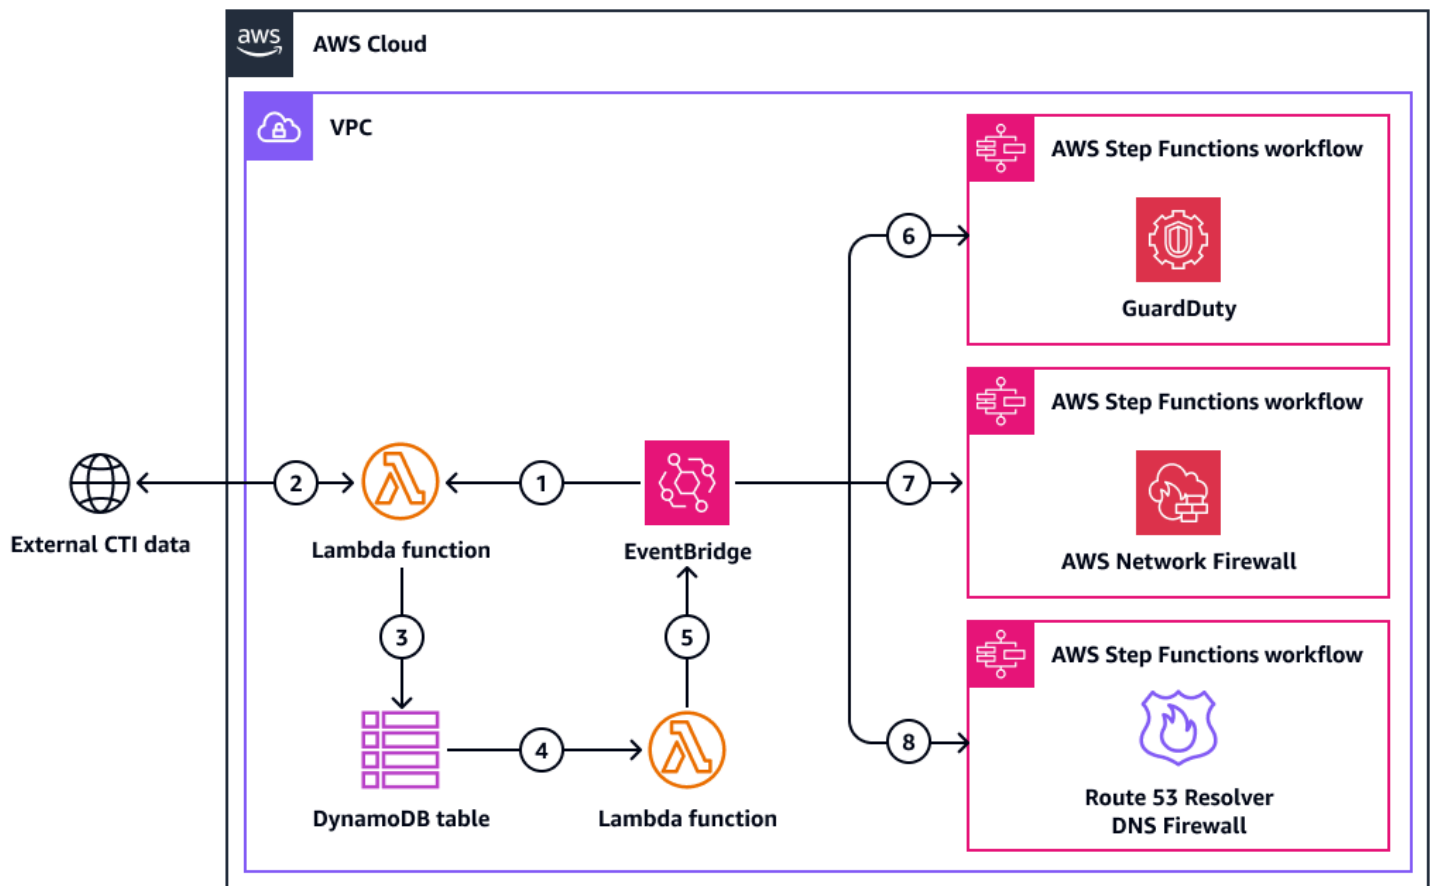 aws
AWS Cloud
VPC
AWS Step Functions workflow
GuardDuty
6
AWS Step Functions workflow
AWS Network Firewall
7
External CTI data
2
Lambda function
1
EventBridge
3
5
DynamoDB table
4
Lambda function
8
AWS Step Functions workflow
Route 53 Resolver
DNS Firewall